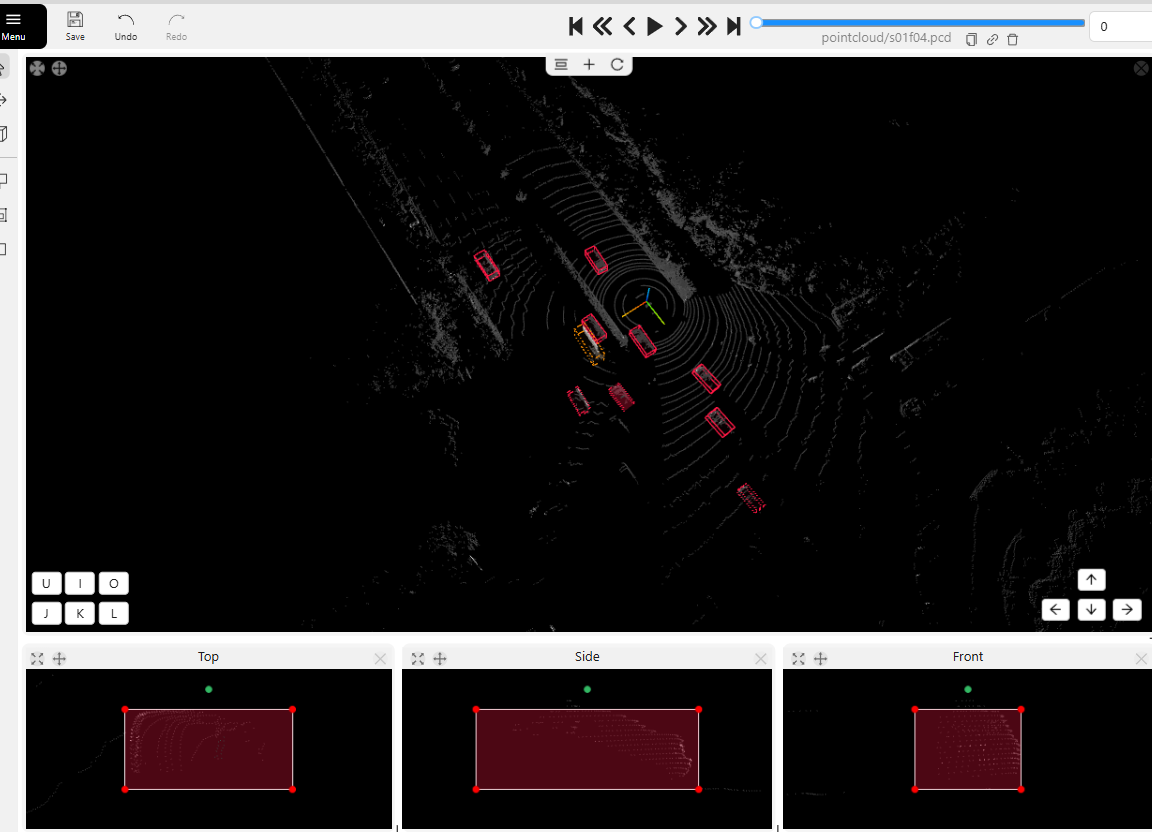 Menu
Save
Undo
Redo
pointcloud/s01f04.pcd
0
U I O
J K L
Top
Side
Front